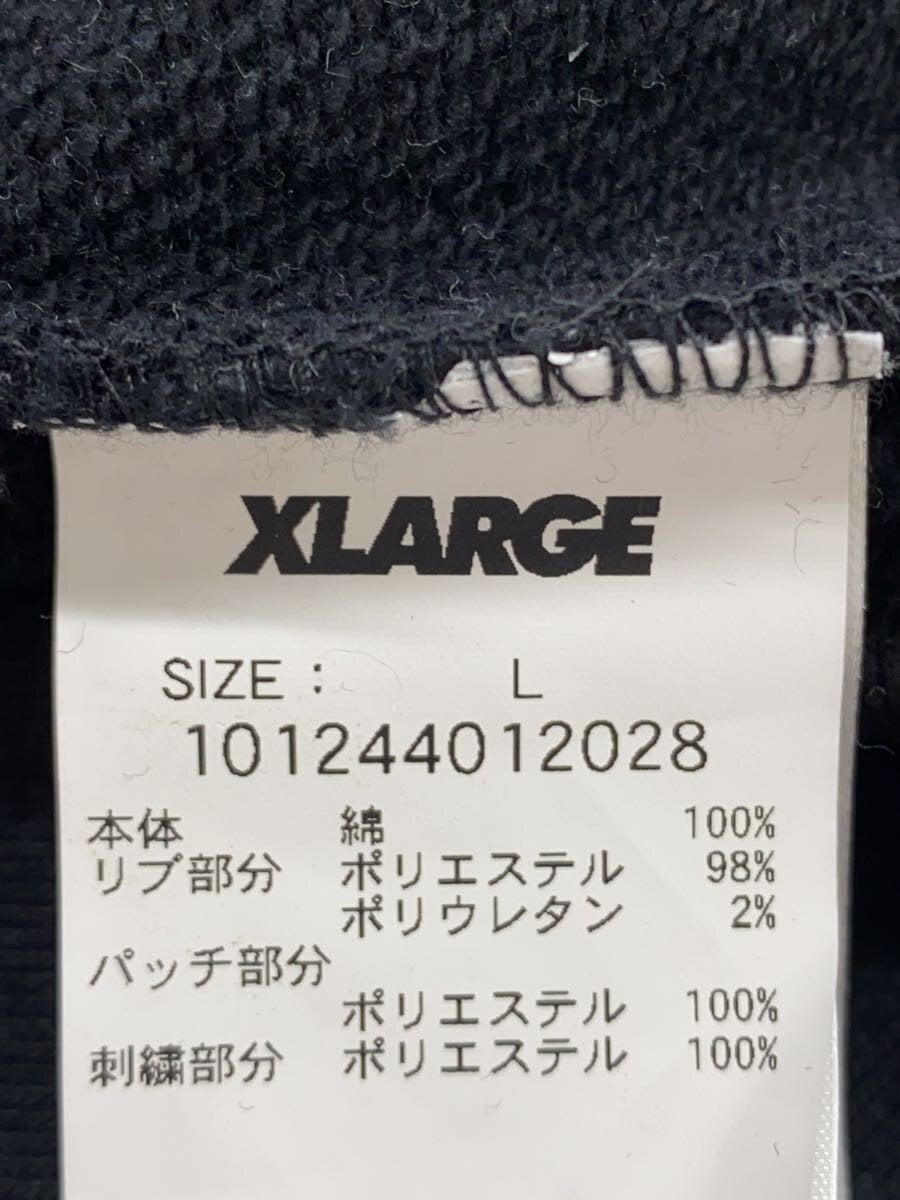 XLARGE
SIZE : L
101244012028
本体 綿 100%
リブ部分 ポリエステル 98%
ポリウレタン 2%
パッチ部分
ポリエステル 100%
刺繍部分 ポリエステル 100%